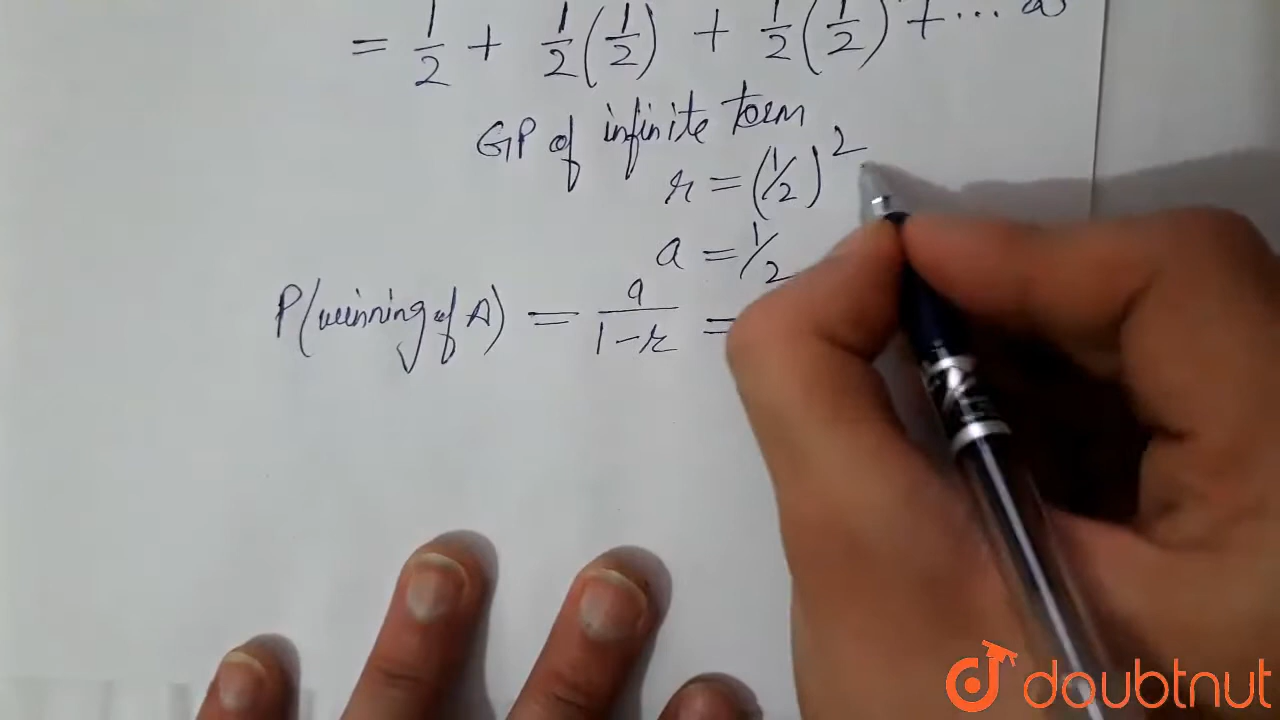 = 1/2 + 1/2 (1/2) + 1/2 (1/2) + ... ∞
GP of infinite term
r = (1/2)^2
a = 1/2
P(winning of A) = a/(1-r) =
doubtnut